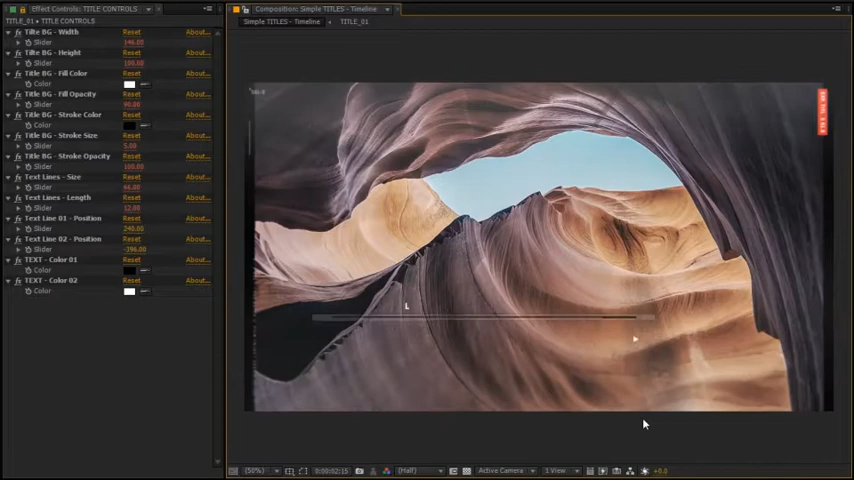 Effect Controls: TITLE CONTROLS
Composition: Simple TITLES - Timeline
TITLE_01 • TITLE CONTROLS
Simple TITLES - Timeline
TITLE_01
Tilte BG - Width Reset About...
Slider 146.00
Tilte BG - Height Reset About...
Slider 100.00
Title BG - Fill Color Reset About...
Color
Title BG - Fill Opacity Reset About...
Slider 90.00
Title BG - Stroke Color Reset About...
Color
Title BG - Stroke Size Reset About...
Slider 5.00
Title BG - Stroke Opacity Reset About...
Slider 100.00
Text Lines - Size Reset About...
Slider 66.00
Text Lines - Length Reset About...
Slider 12.00
Text Line 01 - Position Reset About...
Slider 240.00
Text Line 02 - Position Reset About...
Slider -396.00
TEXT - Color 01 Reset About...
Color
TEXT - Color 02 Reset About...
Color
L
(50%) 0:00:02:15 (Half) Active Camera 1 View +0.0